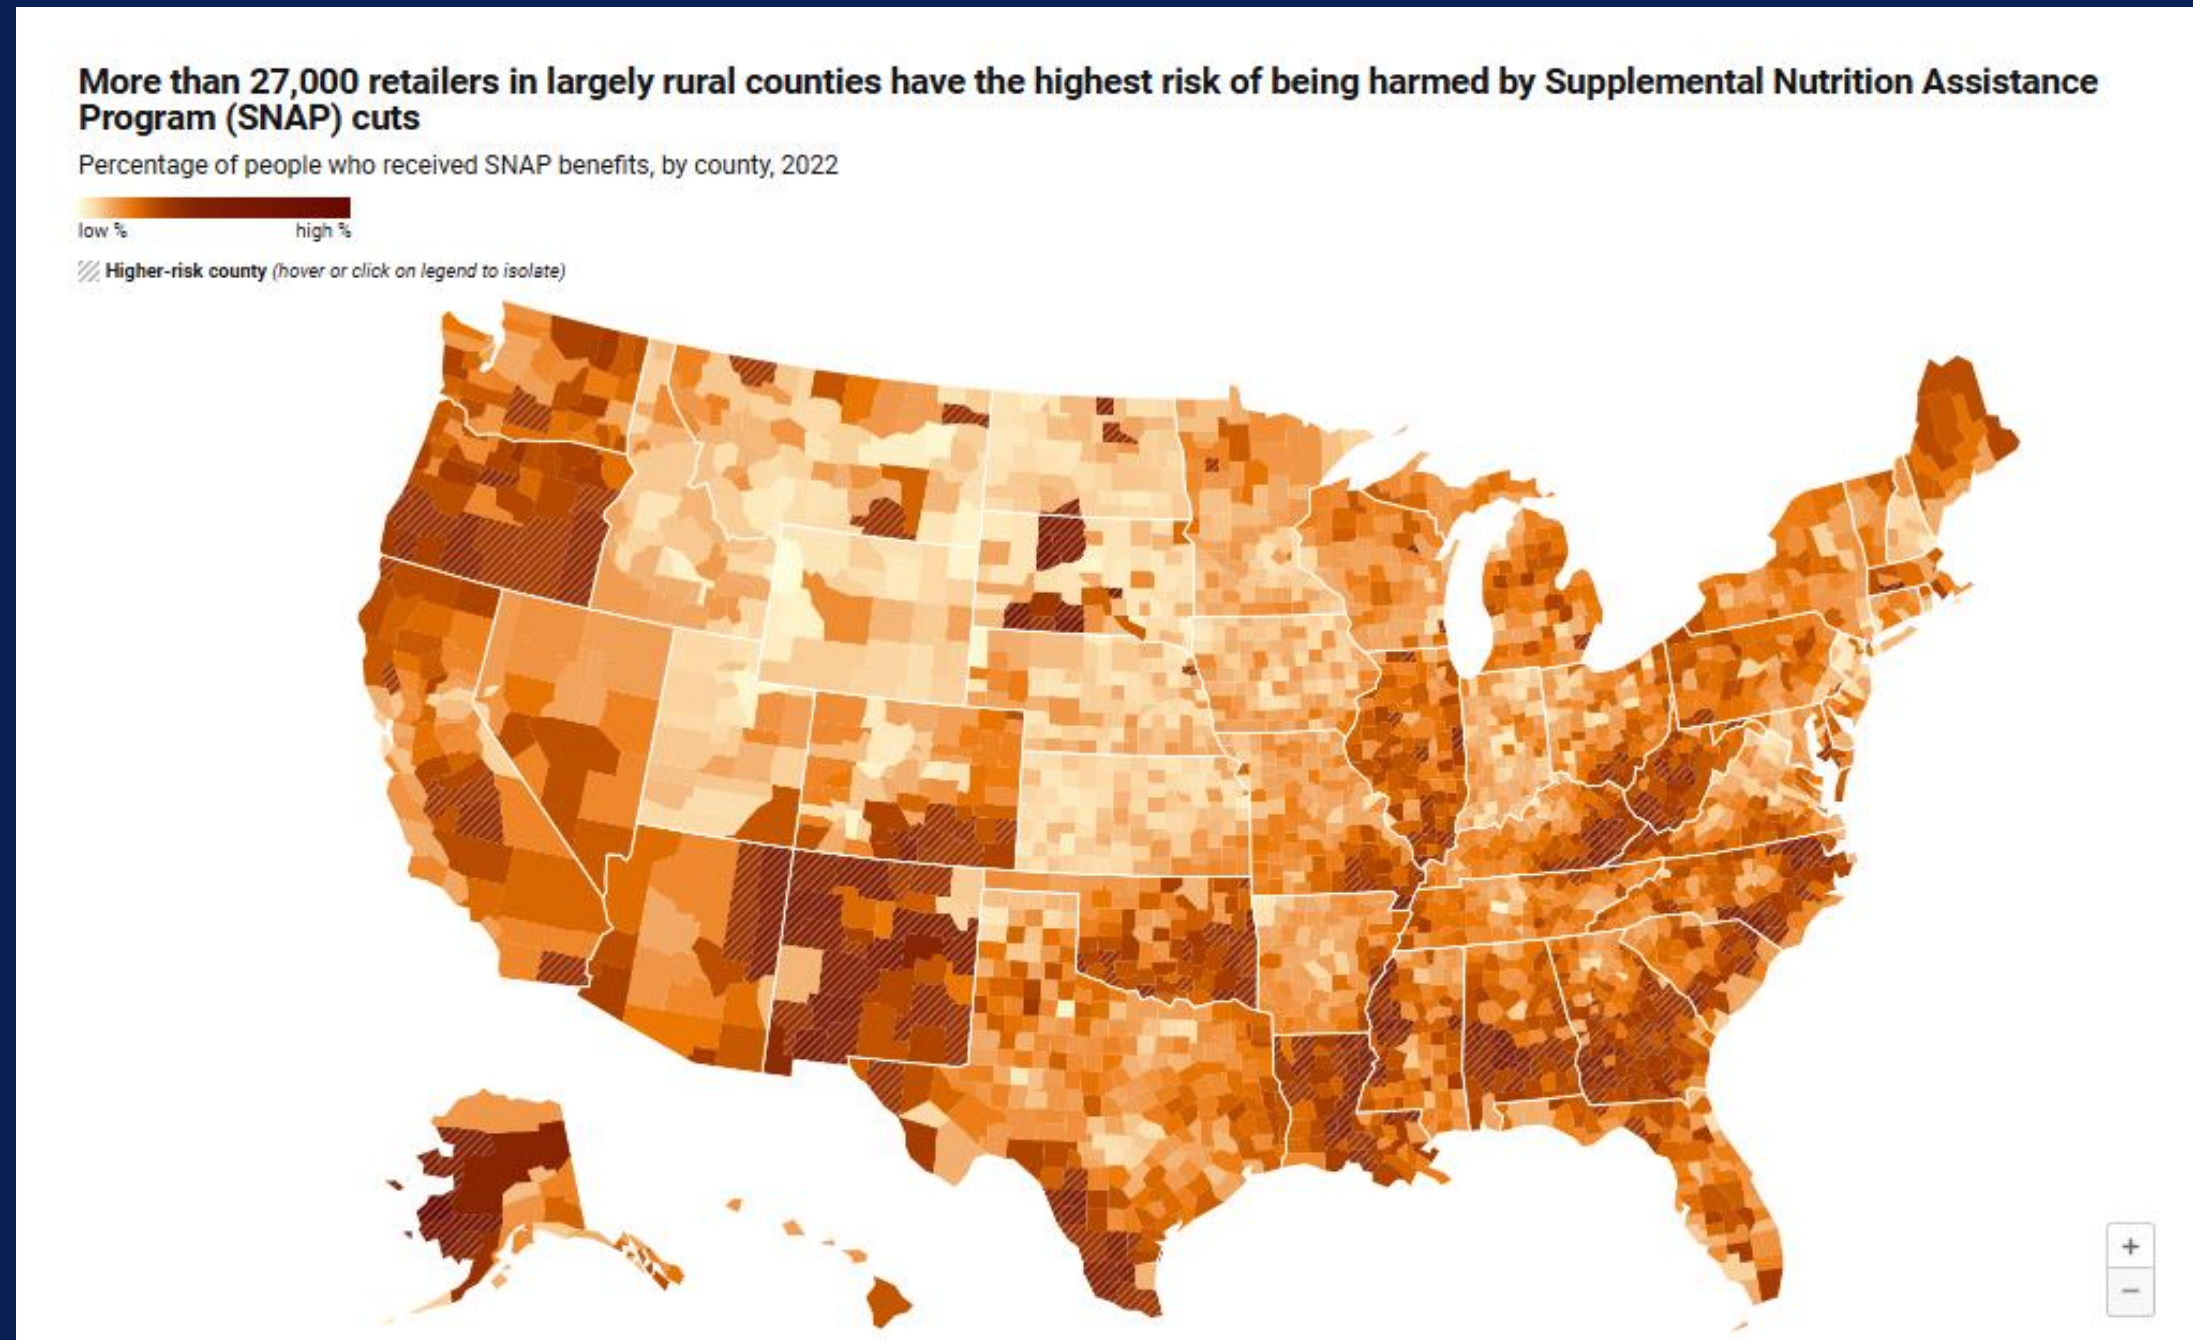 More than 27,000 retailers in largely rural counties have the highest risk of being harmed by Supplemental Nutrition Assistance
Program (SNAP) cuts
Percentage of people who received SNAP benefits, by county, 2022
low % high %
Higher-risk county (hover or click on legend to isolate)
+
−